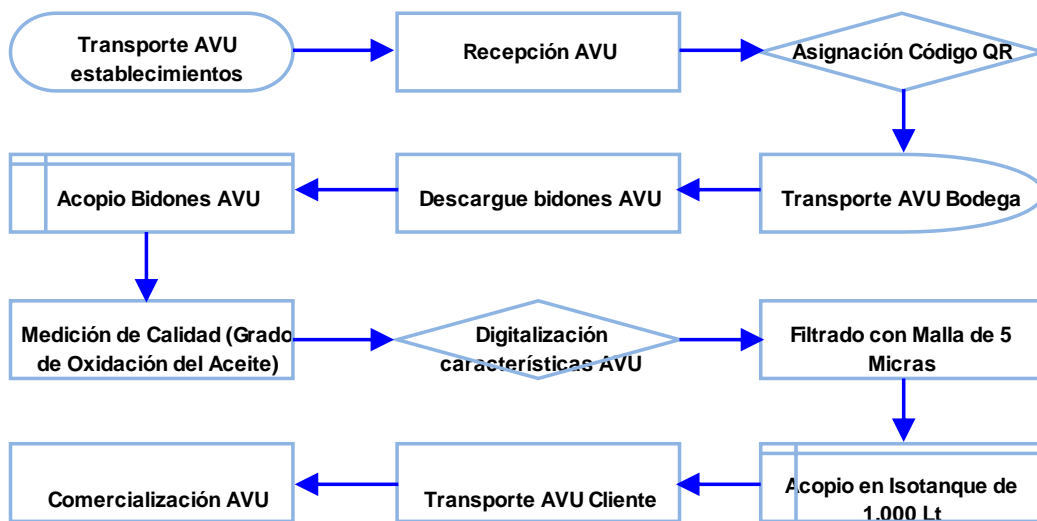 Transporte AVU
establecimientos
Recepción AVU
Asignación Código QR
Transporte AVU Bodega
Descargue bidones AVU
Acopio Bidones AVU
Medición de Calidad (Grado
de Oxidación del Aceite)
Digitalización
características AVU
Filtrado con Malla de 5
Micras
Acopio en Isotanque de
1.000 Lt
Transporte AVU Cliente
Comercialización AVU